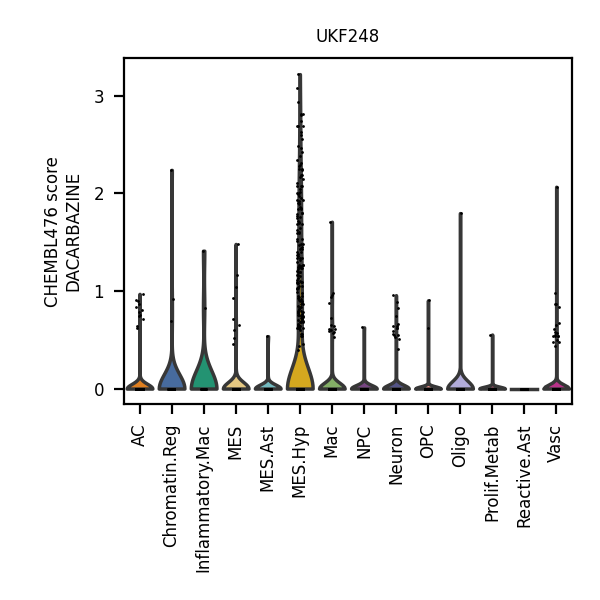 UKF248
CHEMBL476 score
DACARBAZINE
3
2
1
0
AC
Chromatin.Reg
Inflammatory.Mac
MES
MES.Ast
MES.Hyp
Mac
NPC
Neuron
OPC
Oligo
Prolif.Metab
Reactive.Ast
Vasc